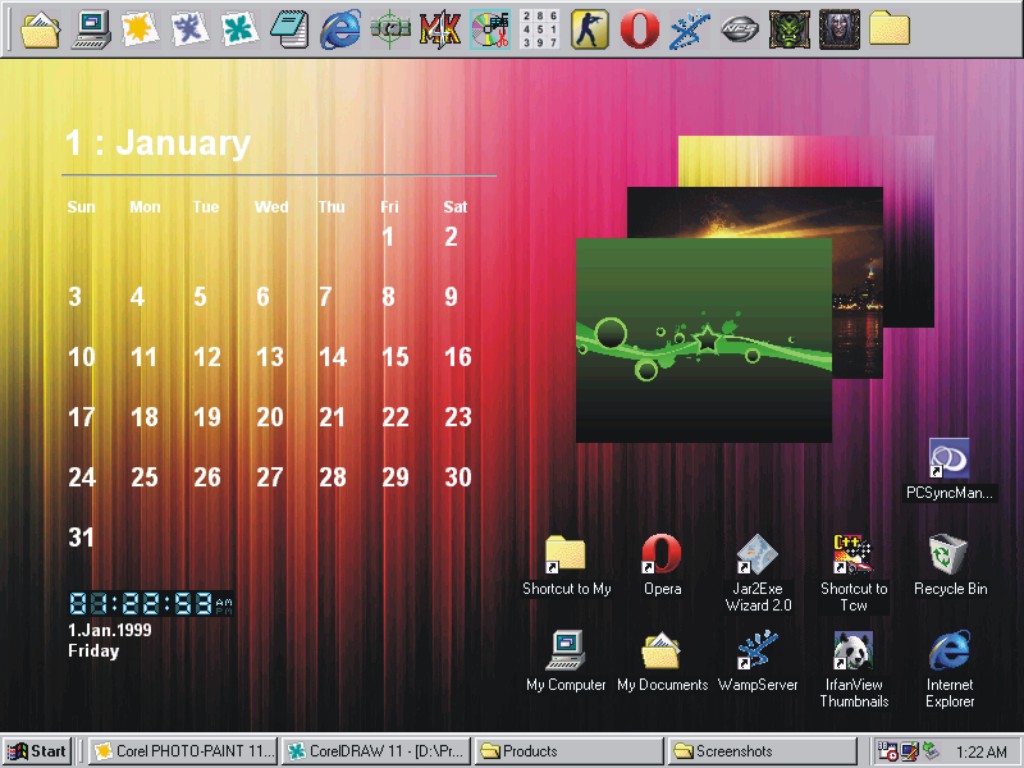 MK4
2 8 6
4 5 1
3 9 7
NFS
1 : January
Sun Mon Tue Wed Thu Fri Sat
1 2
3 4 5 6 7 8 9
10 11 12 13 14 15 16
17 18 19 20 21 22 23
24 25 26 27 28 29 30
31
01:22:53 AM
PM
1.Jan.1999
Friday
PCSyncMan...
C++
Shortcut to My
Opera
Jar2Exe
Wizard 2.0
Shortcut to
Tcw
Recycle Bin
My Computer
My Documents
WampServer
IrfanView
Thumbnails
Internet
Explorer
Start
Corel PHOTO-PAINT 11...
CorelDRAW 11 - [D:\Pr...
Products
Screenshots
1:22 AM